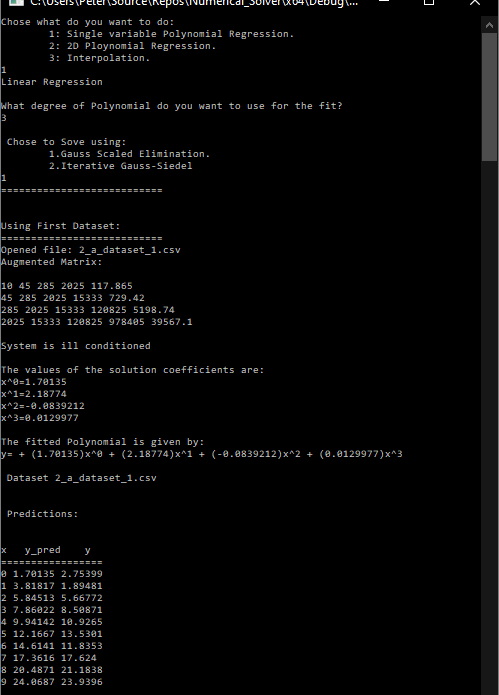 C:\Users\Peter\Source\Repos\Numerical_Solver\x64\Debug\...
Chose what do you want to do:
1: Single variable Polynomial Regression.
2: 2D Ploynomial Regression.
3: Interpolation.
1
Linear Regression
What degree of Polynomial do you want to use for the fit?
3
Chose to Sove using:
1.Gauss Scaled Elimination.
2.Iterative Gauss-Siedel
1
===========================
Using First Dataset:
===========================
Opened file: 2_a_dataset_1.csv
Augmented Matrix:
10 45 285 2025 117.865
45 285 2025 15333 729.42
285 2025 15333 120825 5198.74
2025 15333 120825 978405 39567.1
System is ill conditioned
The values of the solution coefficients are:
x^0=1.70135
x^1=2.18774
x^2=-0.0839212
x^3=0.0129977
The fitted Polynomial is given by:
y= + (1.70135)x^0 + (2.18774)x^1 + (-0.0839212)x^2 + (0.0129977)x^3
Dataset 2_a_dataset_1.csv
Predictions:
x y_pred y
=================
0 1.70135 2.75399
1 3.81817 1.89481
2 5.84513 5.66772
3 7.86022 8.50871
4 9.94142 10.9265
5 12.1667 13.5301
6 14.6141 11.8353
7 17.3616 17.624
8 20.4871 21.1838
9 24.0687 23.9396